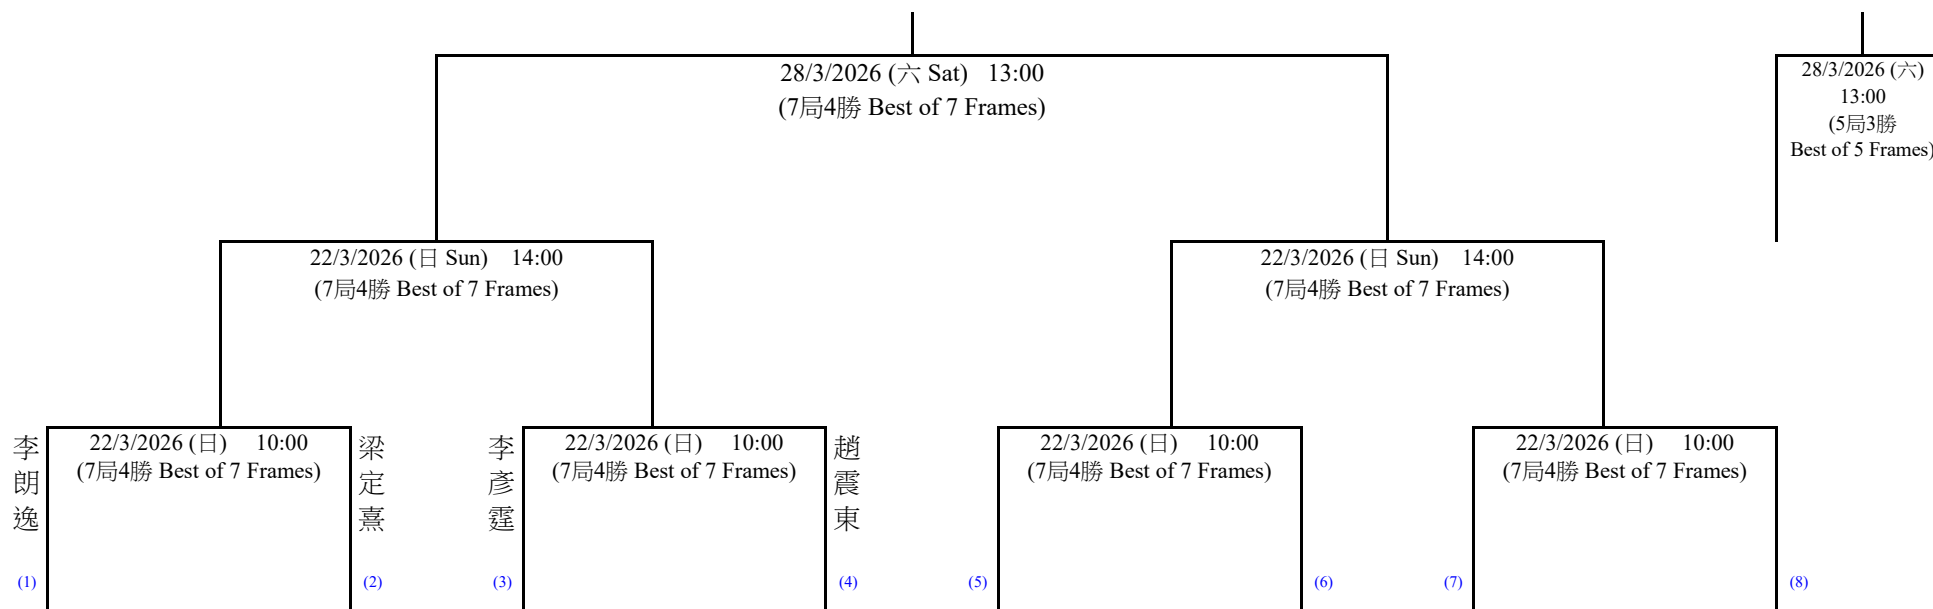 28/3/2026 (六 Sat) 13:00
(7局4勝 Best of 7 Frames)
28/3/2026 (六)
13:00
(5局3勝
Best of 5 Frames)
22/3/2026 (日 Sun) 14:00
(7局4勝 Best of 7 Frames)
22/3/2026 (日 Sun) 14:00
(7局4勝 Best of 7 Frames)
李朗逸
22/3/2026 (日) 10:00
(7局4勝 Best of 7 Frames)
梁定熹
李彥霆
22/3/2026 (日) 10:00
(7局4勝 Best of 7 Frames)
趙震東
22/3/2026 (日) 10:00
(7局4勝 Best of 7 Frames)
22/3/2026 (日) 10:00
(7局4勝 Best of 7 Frames)
(1)
(2)
(3)
(4)
(5)
(6)
(7)
(8)